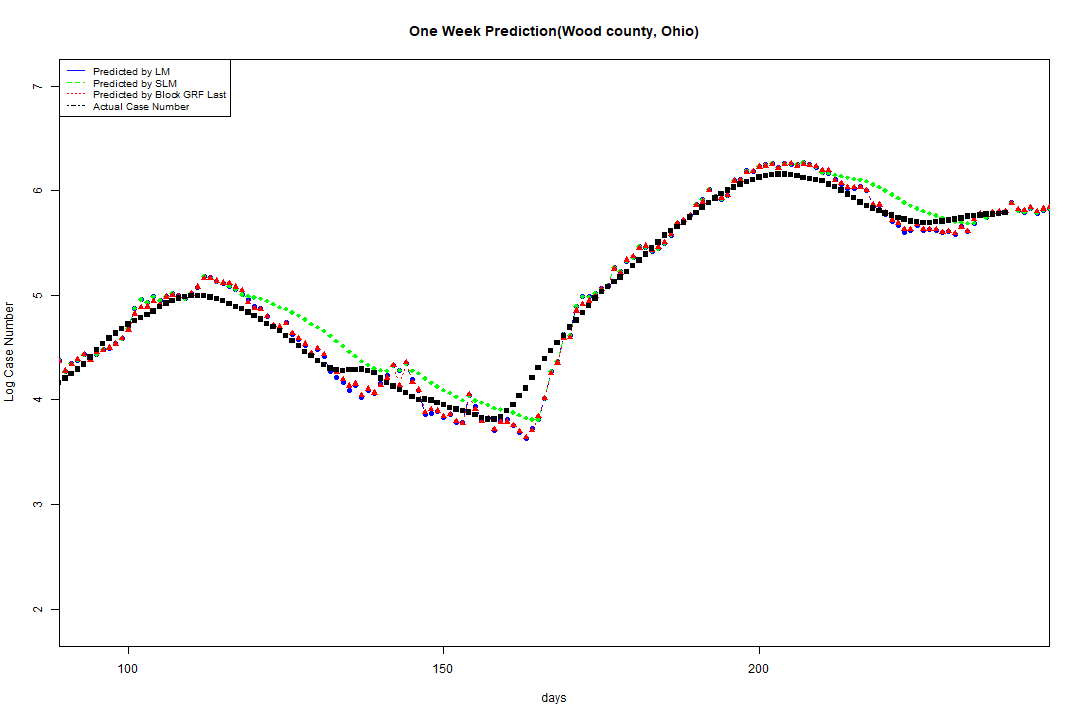 One Week Prediction(Wood county, Ohio)
Predicted by LM
Predicted by SLM
Predicted by Block GRF Last
Actual Case Number
7
6
5
4
3
2
Log Case Number
100 150 200
days